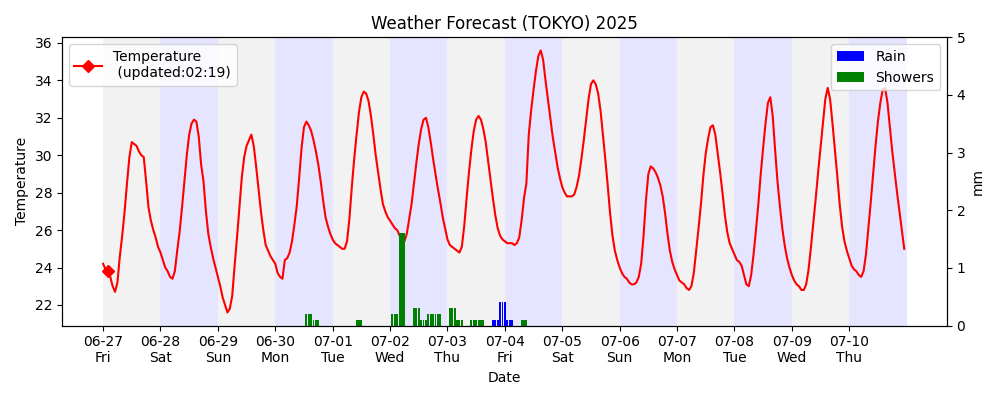 Weather Forecast (TOKYO) 2025
Temperature
(updated:02:19)
Rain
Showers
36
34
32
30
28
26
24
22
Temperature
5
4
3
2
1
0
mm
06-27 06-28 06-29 06-30 07-01 07-02 07-03 07-04 07-05 07-06 07-07 07-08 07-09 07-10
Fri Sat Sun Mon Tue Wed Thu Fri Sat Sun Mon Tue Wed Thu
Date